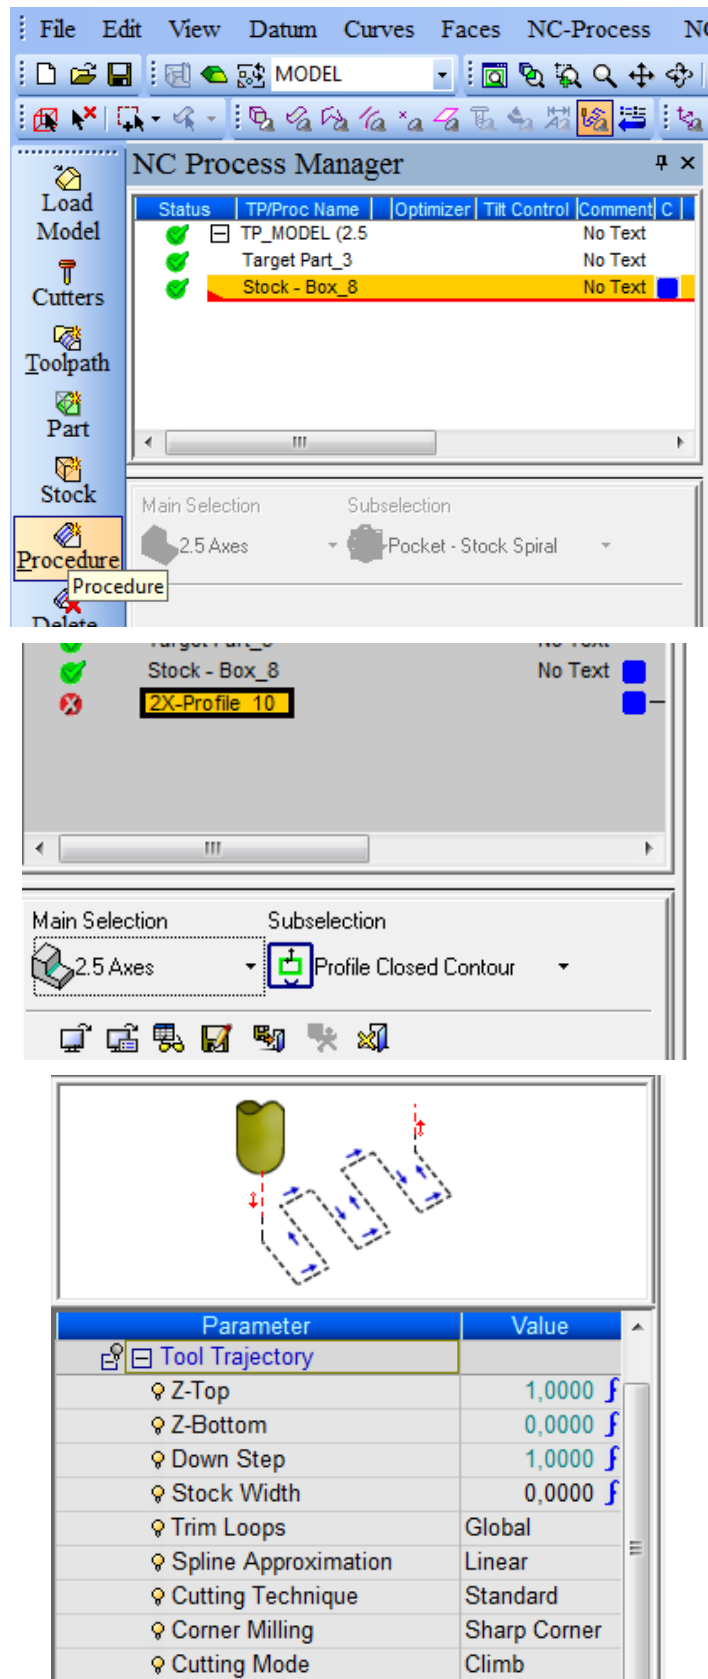 File Edit View Datum Curves Faces NC-Process
MODEL
NC Process Manager
Load
Model
Cutters
Toolpath
Part
Stock
Procedure
Procedure
Delete
Status TP/Proc Name Optimizer Tilt Control Comment C
TP_MODEL (2.5 No Text
Target Part_3 No Text
Stock - Box_8 No Text
Main Selection Subselection
2.5 Axes Pocket - Stock Spiral
Target Part_3 No Text
Stock - Box_8 No Text
2X-Profile_10
Main Selection Subselection
2.5 Axes Profile Closed Contour
Parameter Value
Tool Trajectory
Z-Top 1,0000 f
Z-Bottom 0,0000 f
Down Step 1,0000 f
Stock Width 0,0000 f
Trim Loops Global
Spline Approximation Linear
Cutting Technique Standard
Corner Milling Sharp Corner
Cutting Mode Climb